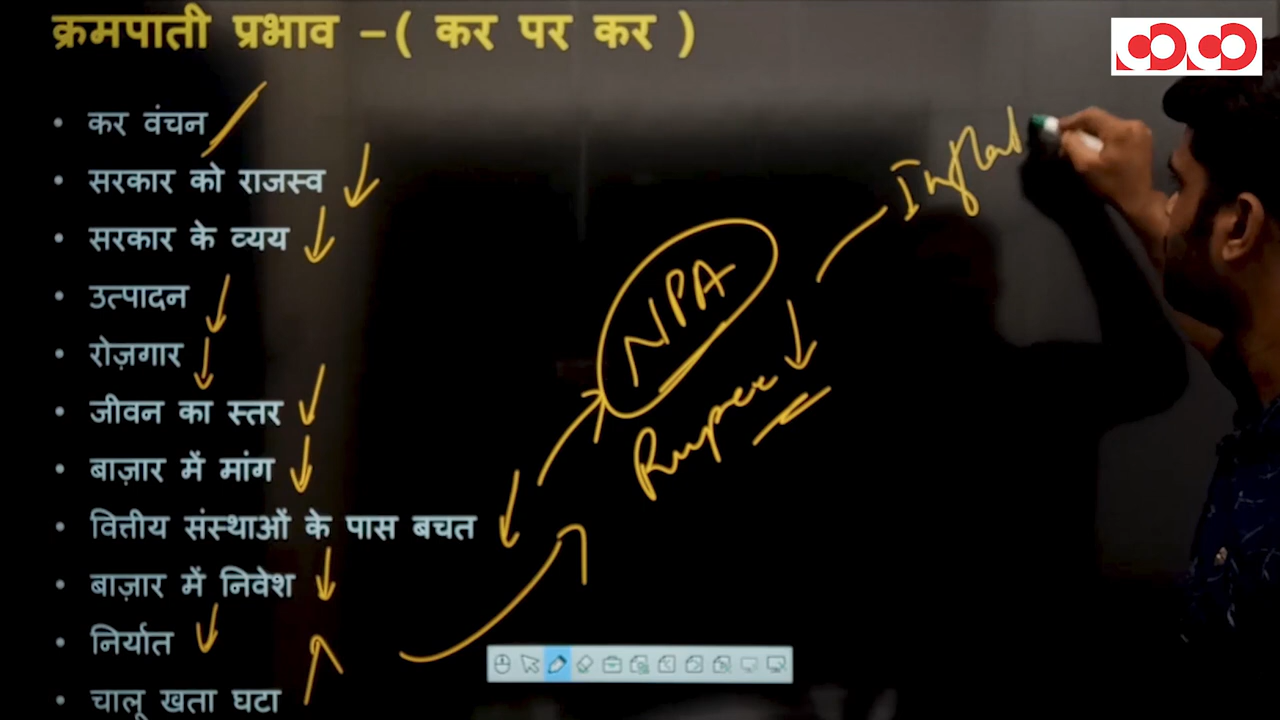 क्रमपाती प्रभाव –( कर पर कर )
• कर वंचन
• सरकार को राजस्व ↓
• सरकार के व्यय ↓
• उत्पादन ↓
• रोज़गार ↓
• जीवन का स्तर ↓
• बाज़ार में मांग ↓
• वित्तीय संस्थाओं के पास बचत ↓
• बाज़ार में निवेश ↓
• निर्यात ↓
• चालू खता घटा ↑
NPA
Rupee ↓
Inflat